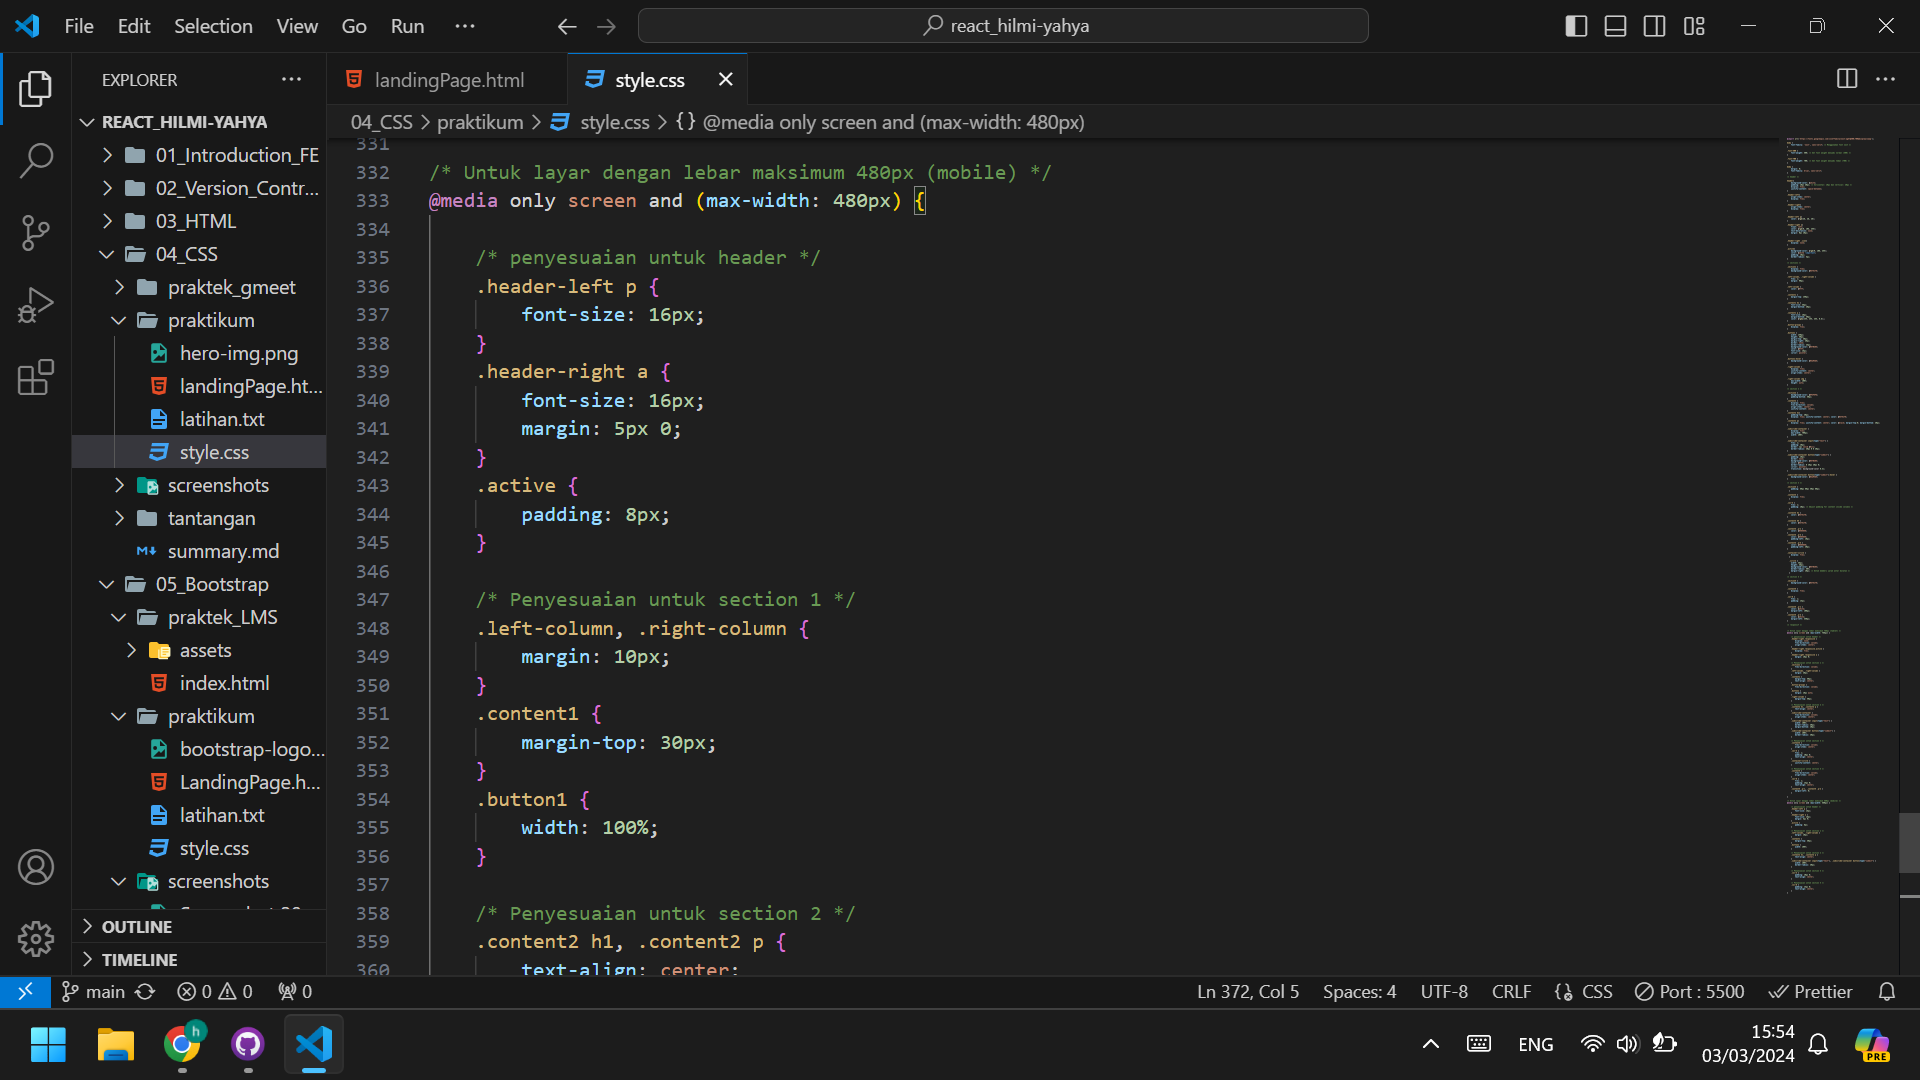 File Edit Selection View Go Run ···
react_hilmi-yahya
EXPLORER ···
landingPage.html
style.css
REACT_HILMI-YAHYA
01_Introduction_FE
02_Version_Contr...
03_HTML
04_CSS
praktek_gmeet
praktikum
hero-img.png
landingPage.ht...
latihan.txt
style.css
screenshots
tantangan
summary.md
05_Bootstrap
praktek_LMS
assets
index.html
praktikum
bootstrap-logo...
LandingPage.h...
latihan.txt
style.css
screenshots
OUTLINE
TIMELINE
04_CSS > praktikum > style.css > {} @media only screen and (max-width: 480px)
331
332 /* Untuk layar dengan lebar maksimum 480px (mobile) */
333 @media only screen and (max-width: 480px) {
334
335 /* penyesuaian untuk header */
336 .header-left p {
337 font-size: 16px;
338 }
339 .header-right a {
340 font-size: 16px;
341 margin: 5px 0;
342 }
343 .active {
344 padding: 8px;
345 }
346
347 /* Penyesuaian untuk section 1 */
348 .left-column, .right-column {
349 margin: 10px;
350 }
351 .content1 {
352 margin-top: 30px;
353 }
354 .button1 {
355 width: 100%;
356 }
357
358 /* Penyesuaian untuk section 2 */
359 .content2 h1, .content2 p {
360 text-align: center;
main 0 0 0
Ln 372, Col 5 Spaces: 4 UTF-8 CRLF CSS Port : 5500 Prettier
h
ENG
15:54
03/03/2024
PRE